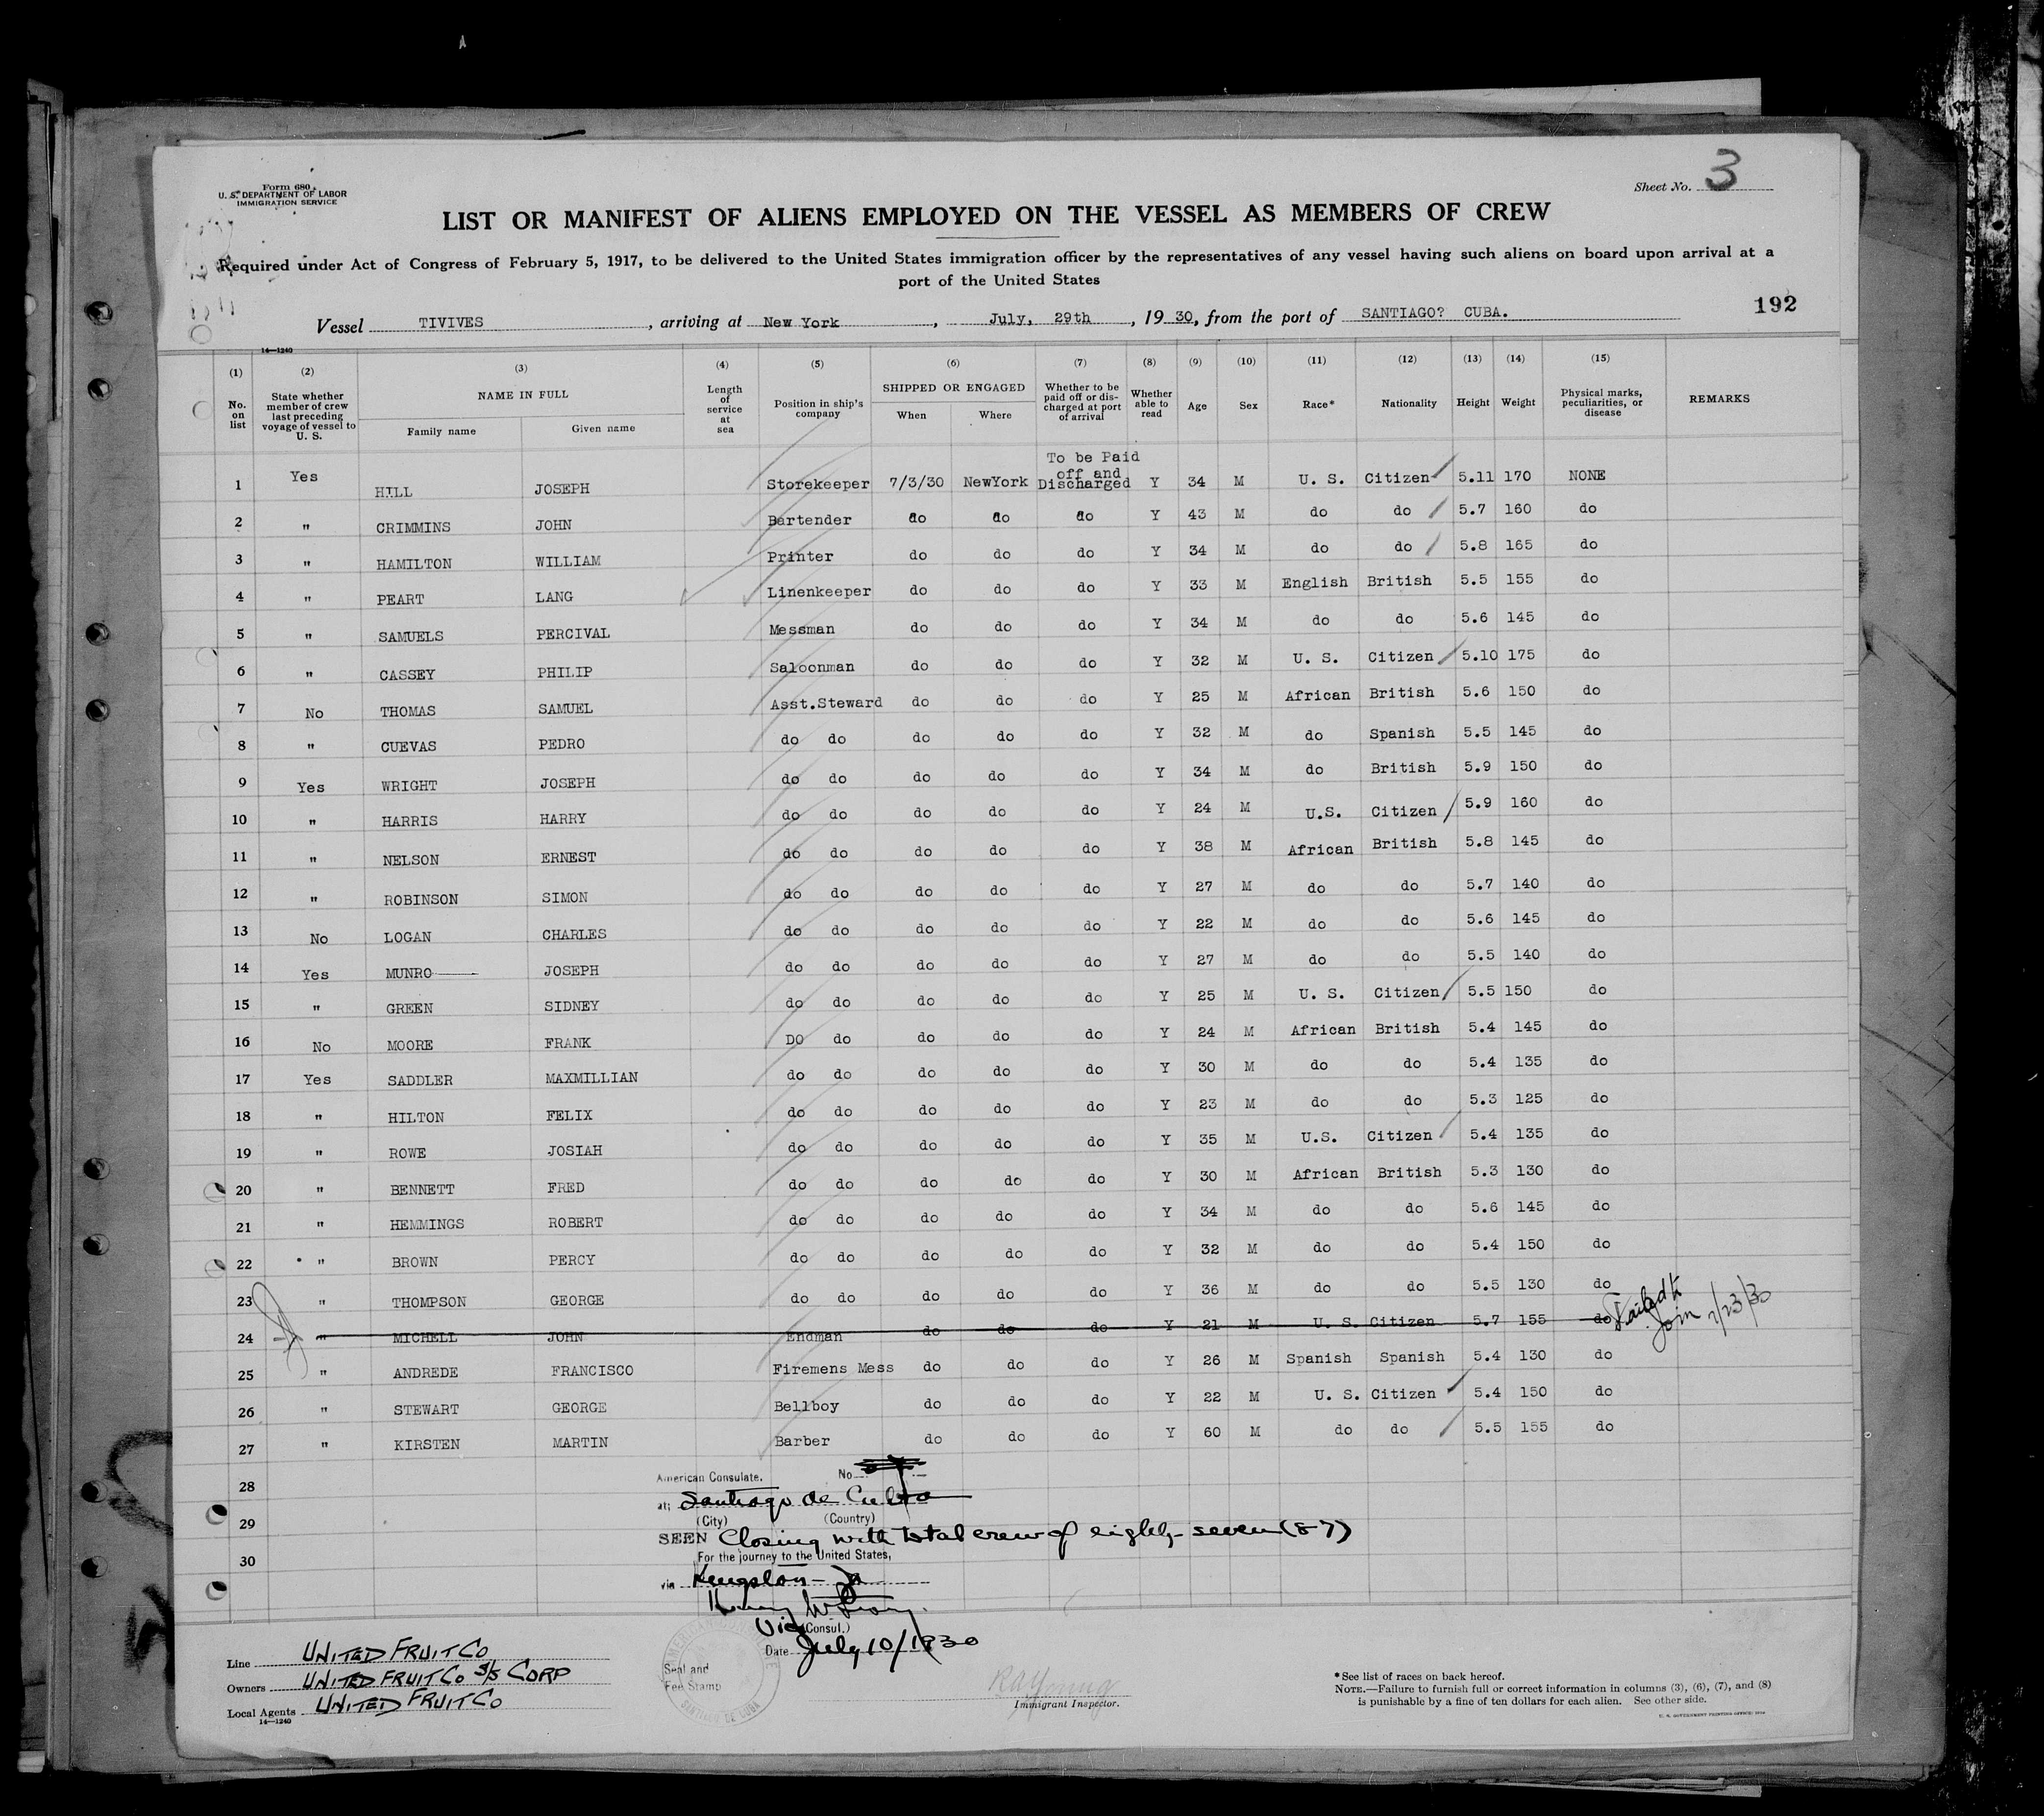 Form 680
U. S. DEPARTMENT OF LABOR
IMMIGRATION SERVICE
Sheet No. 3
LIST OR MANIFEST OF ALIENS EMPLOYED ON THE VESSEL AS MEMBERS OF CREW
Required under Act of Congress of February 5, 1917, to be delivered to the United States immigration officer by the representatives of any vessel having such aliens on board upon arrival at a
port of the United States
192
Vessel TIVIVES, arriving at New York, July, 29th, 19 30, from the port of SANTIAGO? CUBA.
14—1240
(1) (2) (3) (4) (5) (6) (7) (8) (9) (10) (11) (12) (13) (14) (15)
No. on list
State whether member of crew last preceding voyage of vessel to U. S.
NAME IN FULL
Family name
Given name
Length of service at sea
Position in ship's company
SHIPPED OR ENGAGED
When
Where
Whether to be paid off or discharged at port of arrival
Whether able to read
Age
Sex
Race*
Nationality
Height
Weight
Physical marks, peculiarities, or disease
REMARKS
1 Yes HILL JOSEPH Storekeeper 7/3/30 NewYork To be Paid off and Discharged Y 34 M U. S. Citizen 5.11 170 NONE
2 " CRIMMINS JOHN Bartender do do do Y 43 M do do 5.7 160 do
3 " HAMILTON WILLIAM Printer do do do Y 34 M do do 5.8 165 do
4 " PEART LANG Linenkeeper do do do Y 33 M English British 5.5 155 do
5 " SAMUELS PERCIVAL Messman do do do Y 34 M do do 5.6 145 do
6 " CASSEY PHILIP Saloonman do do do Y 32 M U. S. Citizen 5.10 175 do
7 No THOMAS SAMUEL Asst.Steward do do do Y 25 M African British 5.6 150 do
8 " CUEVAS PEDRO do do do do do Y 32 M do Spanish 5.5 145 do
9 Yes WRIGHT JOSEPH do do do do do Y 34 M do British 5.9 150 do
10 " HARRIS HARRY do do do do do Y 24 M U.S. Citizen 5.9 160 do
11 " NELSON ERNEST do do do do do Y 38 M African British 5.8 145 do
12 " ROBINSON SIMON do do do do do Y 27 M do do 5.7 140 do
13 No LOGAN CHARLES do do do do do Y 22 M do do 5.6 145 do
14 Yes MUNRO JOSEPH do do do do do Y 27 M do do 5.5 140 do
15 " GREEN SIDNEY do do do do do Y 25 M U. S. Citizen 5.5 150 do
16 No MOORE FRANK DO do do do do Y 24 M African British 5.4 145 do
17 Yes SADDLER MAXMILLIAN do do do do do Y 30 M do do 5.4 135 do
18 " HILTON FELIX do do do do do Y 23 M do do 5.3 125 do
19 " ROWE JOSIAH do do do do do Y 35 M U.S. Citizen 5.4 135 do
20 " BENNETT FRED do do do do do Y 30 M African British 5.3 130 do
21 " HEMMINGS ROBERT do do do do do Y 34 M do do 5.6 145 do
22 " BROWN PERCY do do do do do Y 32 M do do 5.4 150 do
23 " THOMPSON GEORGE do do do do do Y 36 M do do 5.5 130 do
24 " MICHELL JOHN Endman do do do Y 21 M U. S. Citizen 5.7 155 do Failed to Join 7/23/30
25 " ANDREDE FRANCISCO Firemens Mess do do do Y 26 M Spanish Spanish 5.4 130 do
26 " STEWART GEORGE Bellboy do do do Y 22 M U. S. Citizen 5.4 150 do
27 " KIRSTEN MARTIN Barber do do do Y 60 M do do 5.5 155 do
28
29
30
American Consulate. No
at; Santiago de Cuba
(City) (Country)
SEEN Closing with total crew of eighty-seven (87)
For the journey to the United States,
via Kingston - Ja
Vice (Consul.)
Date July 10/1930
Seal and
Fee Stamp
SANTIAGO DE CUBA
Line UNITED FRUIT CO
Owners UNITED FRUIT CO S/S CORP
Local Agents UNITED FRUIT CO
14—1240
RA Young
Immigrant Inspector.
*See list of races on back hereof.
NOTE.—Failure to furnish full or correct information in columns (3), (6), (7), and (8)
is punishable by a fine of ten dollars for each alien. See other side.